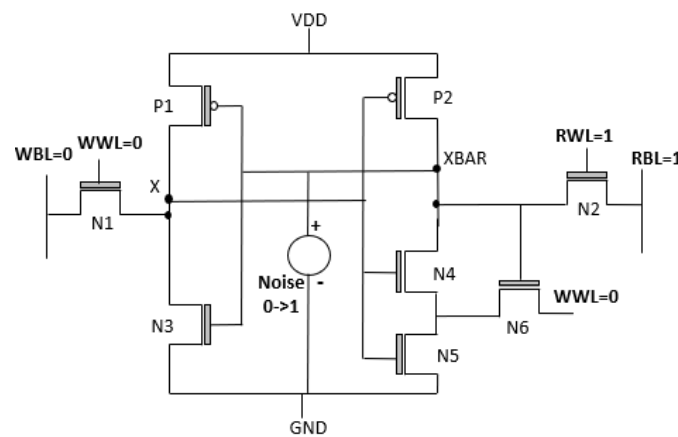 VDD
P1
P2
WWL=0
WBL=0
XBAR
RWL=1
RBL=1
X
N1
N2
+
Noise -
0->1
N4
WWL=0
N3
N6
N5
GND